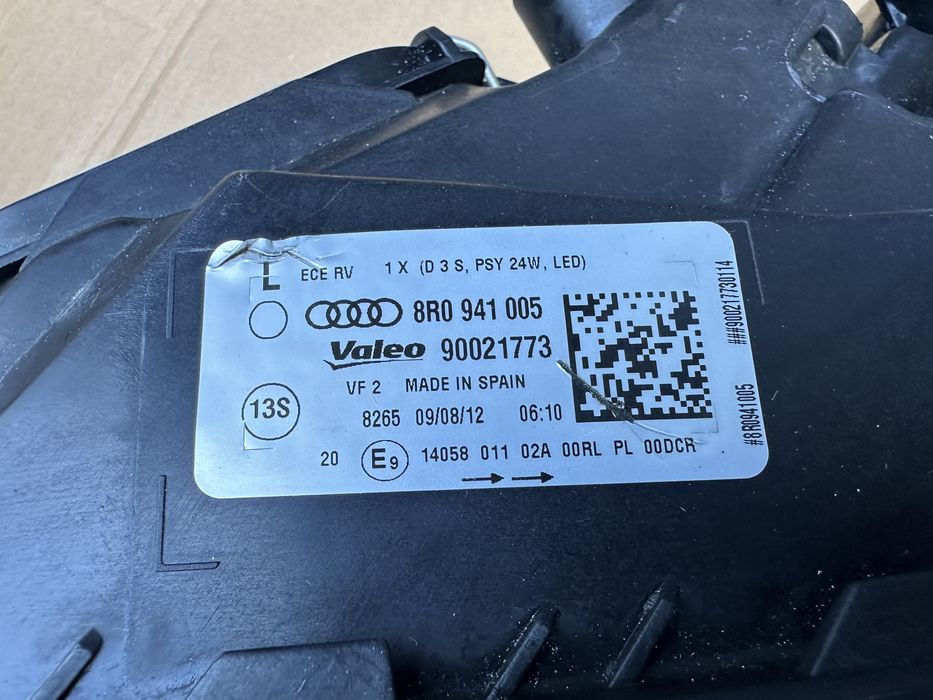 L ECE RV 1 X (D 3 S, PSY 24W, LED)
8R0 941 005
Valeo 90021773
VF 2 MADE IN SPAIN
13S
8265 09/08/12 06:10
20 E9 14058 011 02A 00RL PL 00DCR
###900217730114
#8R0941005